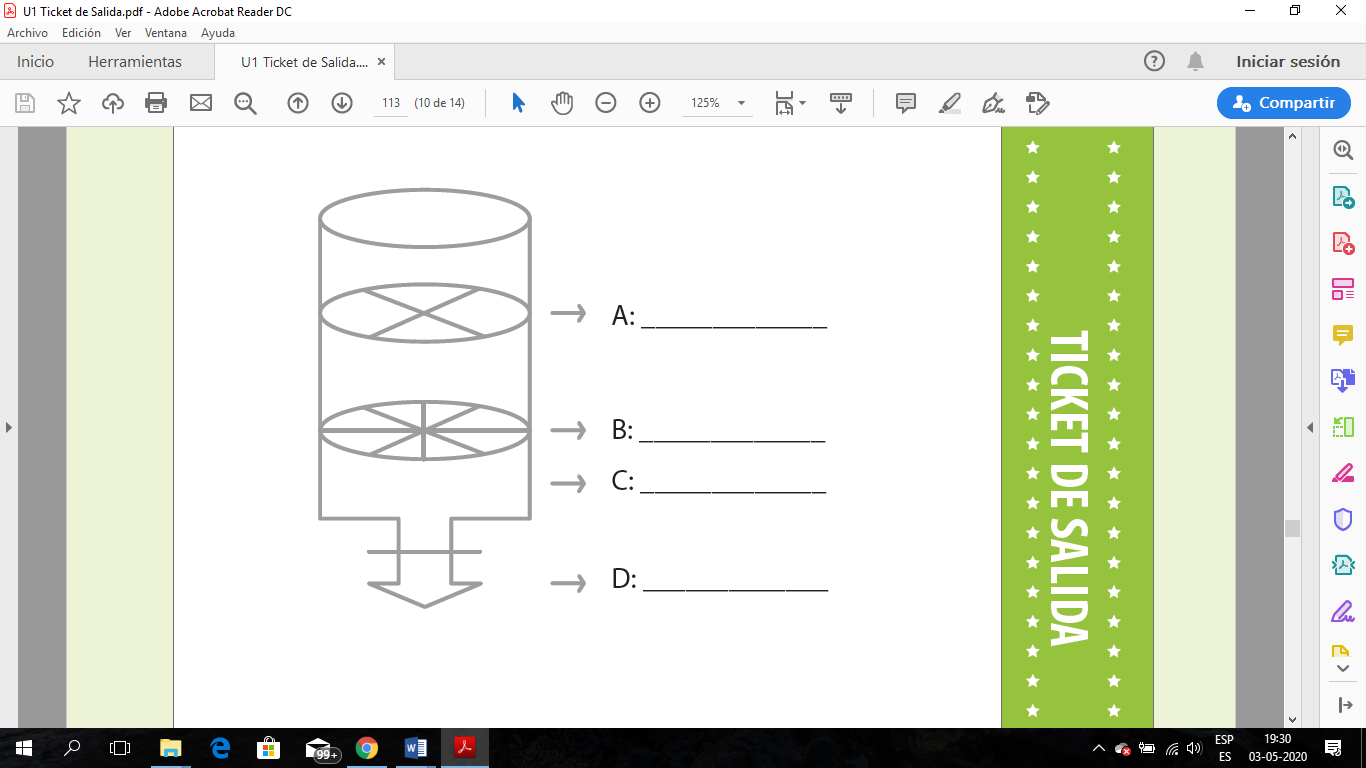 U1 Ticket de Salida.pdf - Adobe Acrobat Reader DC
Archivo Edición Ver Ventana Ayuda
Inicio Herramientas U1 Ticket de Salida.... Iniciar sesión
113 (10 de 14) 125% Compartir
A: ______________
B: ______________
C: ______________
D: ______________
TICKET DE SALIDA
99+
ESP 19:30
ES 03-05-2020